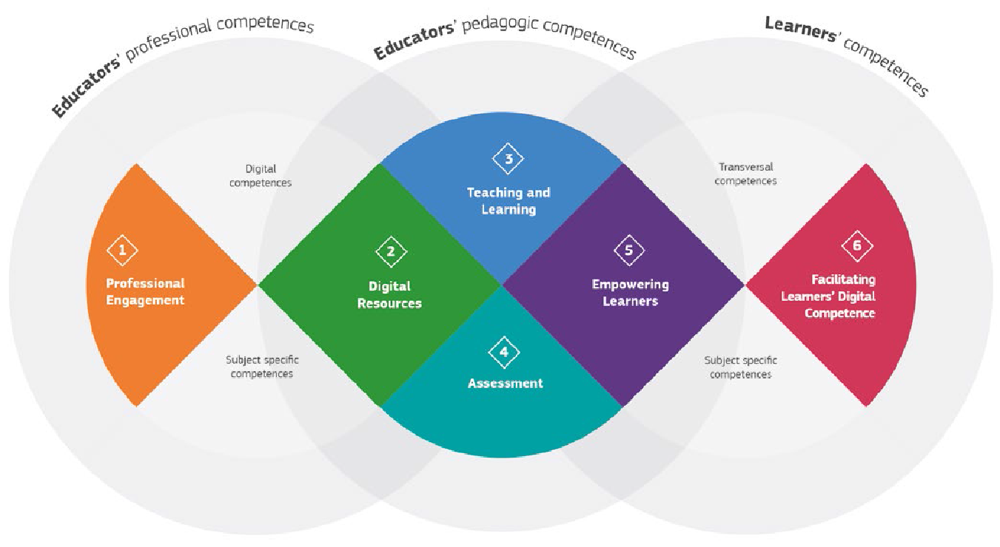 Educators' professional competences
Educators' pedagogic competences
Learners' competences
Digital
competences
Transversal
competences
3
Teaching and
Learning
1
Professional
Engagement
2
Digital
Resources
5
Empowering
Learners
6
Facilitating
Learners' Digital
Competence
4
Assessment
Subject specific
competences
Subject specific
competences